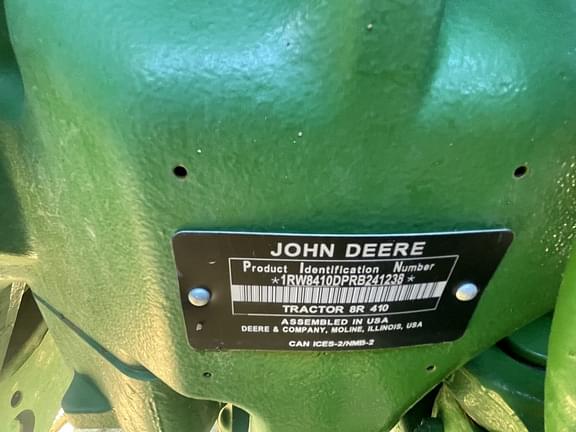 JOHN DEERE
Product Identification Number
*1RW8410DPRB241238*
TRACTOR 8R 410
ASSEMBLED IN USA
DEERE & COMPANY, MOLINE, ILLINOIS, USA
CAN ICES-2/NMB-2